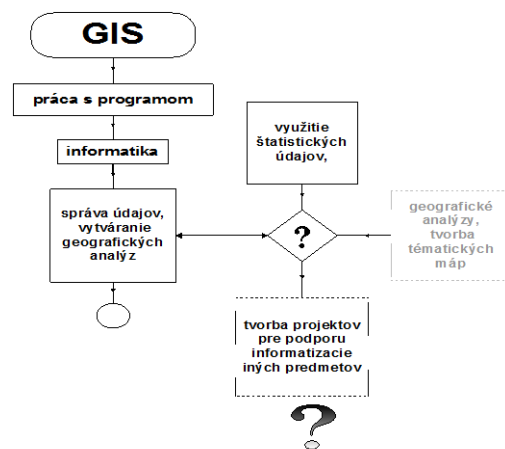 GIS
práca s programom
informatika
správa údajov,
vytváranie
geografických
analýz
využitie
štatistických
údajov,
?
geografické
analýzy,
tvorba
tématických
máp
tvorba projektov
pre podporu
informatizacie
iných predmetov
?